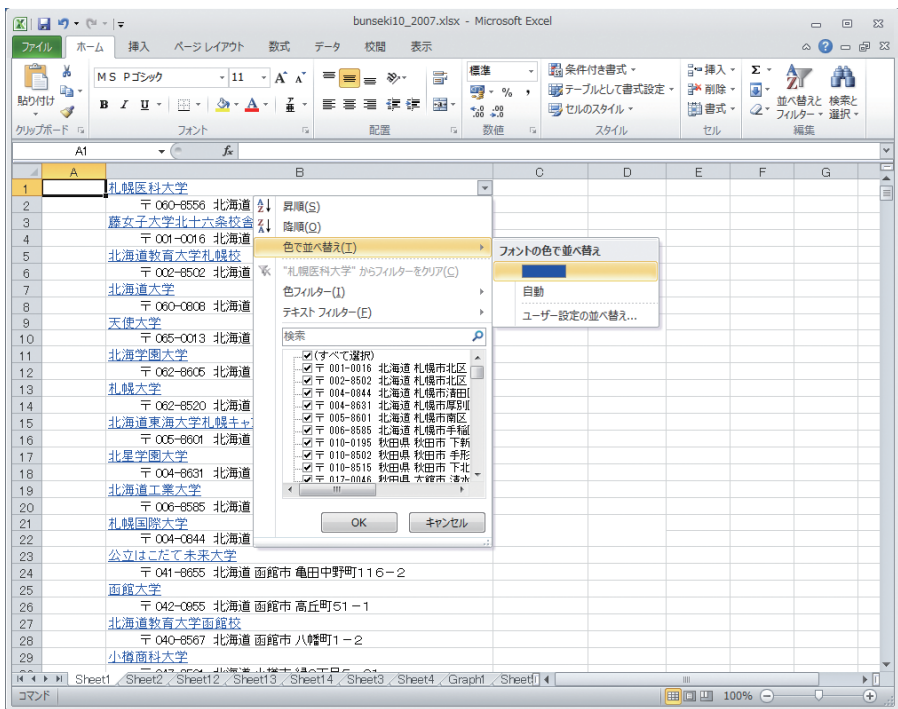 bunseki10_2007.xlsx - Microsoft Excel
ファイル ホーム 挿入 ページ レイアウト 数式 データ 校閲 表示
貼り付け
クリップボード
MS Pゴシック 11
B I U
フォント
配置
標準
% ,
数値
条件付き書式
テーブルとして書式設定
セルのスタイル
スタイル
挿入
削除
書式
セル
Σ
並べ替えと フィルター
検索と 選択
編集
A1 fx
A B C D E F G
1 札幌医科大学
2 〒060-8556 北海道
3 藤女子大学北十六条校舎
4 〒001-0016 北海道
5 北海道教育大学札幌校
6 〒002-8502 北海道
7 北海道大学
8 〒060-0808 北海道
9 天使大学
10 〒065-0013 北海道
11 北海学園大学
12 〒062-8605 北海道
13 札幌大学
14 〒062-8520 北海道
15 北海道東海大学札幌キャ
16 〒005-8601 北海道
17 北星学園大学
18 〒004-8631 北海道
19 北海道工業大学
20 〒006-8585 北海道
21 札幌国際大学
22 〒004-0844 北海道
23 公立はこだて未来大学
24 〒041-8655 北海道 函館市 亀田中野町116－2
25 函館大学
26 〒042-0955 北海道 函館市 高丘町51－1
27 北海道教育大学函館校
28 〒040-8567 北海道 函館市 八幡町1－2
29 小樽商科大学
昇順(S)
降順(O)
色で並べ替え(T)
"札幌医科大学" からフィルターをクリア(C)
色フィルター(I)
テキスト フィルター(F)
検索
(すべて選択)
〒 001-0016 北海道 札幌市北区
〒 002-8502 北海道 札幌市北区
〒 004-0844 北海道 札幌市清田
〒 004-8631 北海道 札幌市厚別
〒 005-8601 北海道 札幌市南区
〒 006-8585 北海道 札幌市手稲
〒 010-0195 秋田県 秋田市 下新
〒 010-8502 秋田県 秋田市 手形
〒 010-8515 秋田県 秋田市 下北
〒 017-0046 秋田県 大館市 清水
OK キャンセル
フォントの色で並べ替え
自動
ユーザー設定の並べ替え...
Sheet1 Sheet2 Sheet12 Sheet13 Sheet14 Sheet3 Sheet4 Graph1 Sheet
コマンド 100%